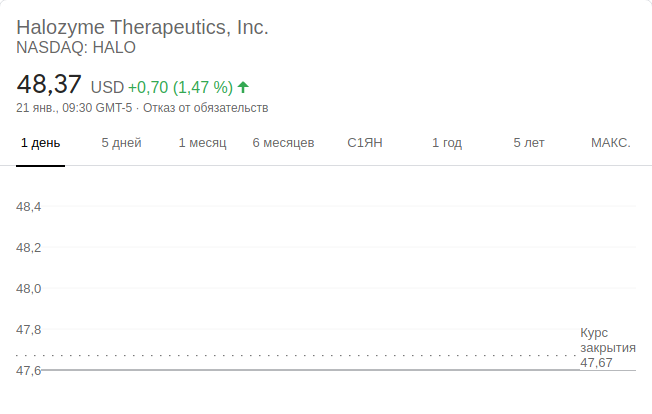 Halozyme Therapeutics, Inc.
NASDAQ: HALO
48,37 USD +0,70 (1,47 %)
21 янв., 09:30 GMT-5 · Отказ от обязательств
1 день 5 дней 1 месяц 6 месяцев С1ЯН 1 год 5 лет МАКС.
48,4
48,2
48,0
47,8
Курс
закрытия
47,67
47,6